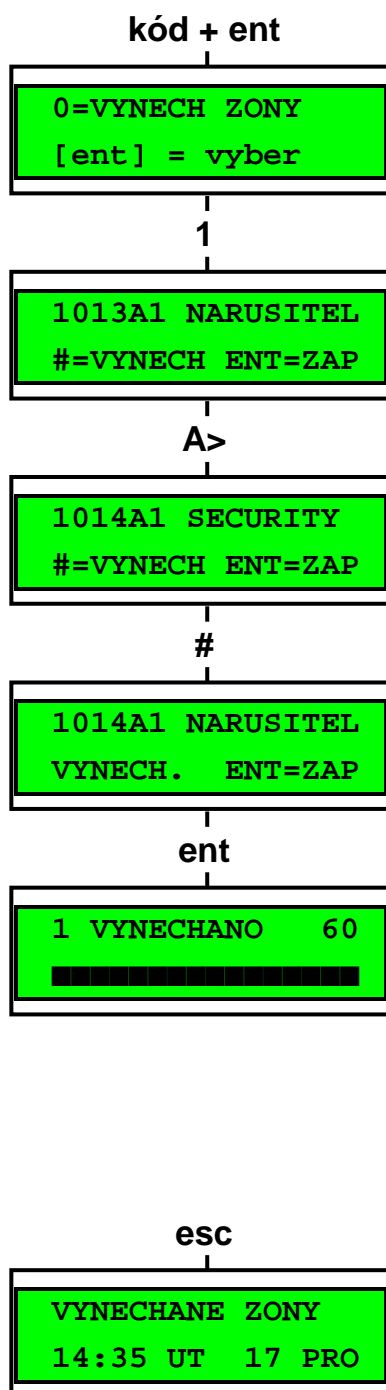 kód + ent
0=VYNECH ZONY
[ent] = vyber
1
1013A1 NARUSITEL
#=VYNECH ENT=ZAP
A>
1014A1 SECURITY
#=VYNECH ENT=ZAP
#
1014A1 NARUSITEL
VYNECH. ENT=ZAP
ent
1 VYNECHANO 60
esc
VYNECHANE ZONY
14:35 UT 17 PRO